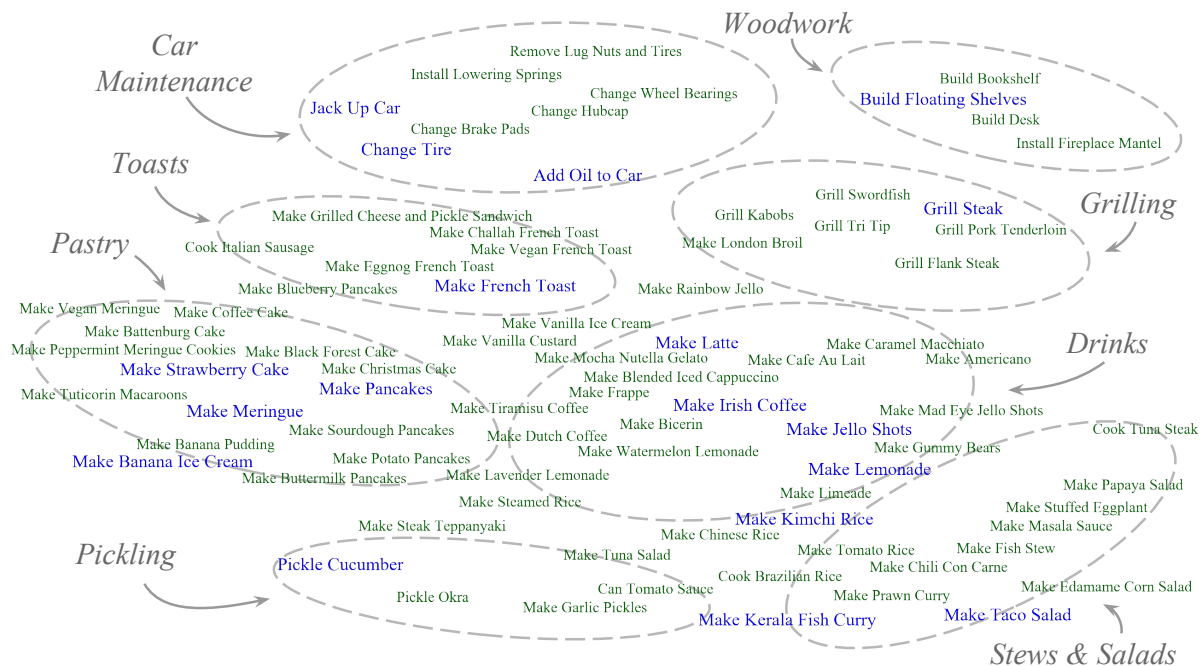 Woodwork
Car
Maintenance
Remove Lug Nuts and Tires
Install Lowering Springs
Change Wheel Bearings
Jack Up Car
Change Hubcap
Change Brake Pads
Change Tire
Add Oil to Car
Build Bookshelf
Build Floating Shelves
Build Desk
Install Fireplace Mantel
Toasts
Make Grilled Cheese and Pickle Sandwich
Make Challah French Toast
Cook Italian Sausage
Make Vegan French Toast
Make Eggnog French Toast
Make Blueberry Pancakes
Make French Toast
Grilling
Grill Swordfish
Grill Steak
Grill Kabobs
Grill Tri Tip
Grill Pork Tenderloin
Make London Broil
Grill Flank Steak
Make Rainbow Jello
Pastry
Make Vegan Meringue
Make Coffee Cake
Make Battenburg Cake
Make Peppermint Meringue Cookies
Make Black Forest Cake
Make Strawberry Cake
Make Christmas Cake
Make Pancakes
Make Tuticorin Macaroons
Make Meringue
Make Sourdough Pancakes
Make Banana Pudding
Make Banana Ice Cream
Make Potato Pancakes
Make Buttermilk Pancakes
Drinks
Make Vanilla Ice Cream
Make Vanilla Custard
Make Latte
Make Caramel Macchiato
Make Mocha Nutella Gelato
Make Cafe Au Lait
Make Americano
Make Blended Iced Cappuccino
Make Frappe
Make Irish Coffee
Make Tiramisu Coffee
Make Mad Eye Jello Shots
Make Bicerin
Make Jello Shots
Make Dutch Coffee
Make Gummy Bears
Make Watermelon Lemonade
Make Lemonade
Make Lavender Lemonade
Make Limeade
Make Steamed Rice
Make Kimchi Rice
Make Steak Teppanyaki
Make Chinese Rice
Cook Tuna Steak
Make Papaya Salad
Make Stuffed Eggplant
Make Masala Sauce
Make Tomato Rice
Make Fish Stew
Make Chili Con Carne
Cook Brazilian Rice
Make Edamame Corn Salad
Make Prawn Curry
Make Taco Salad
Make Kerala Fish Curry
Pickling
Make Tuna Salad
Pickle Cucumber
Can Tomato Sauce
Pickle Okra
Make Garlic Pickles
Stews & Salads